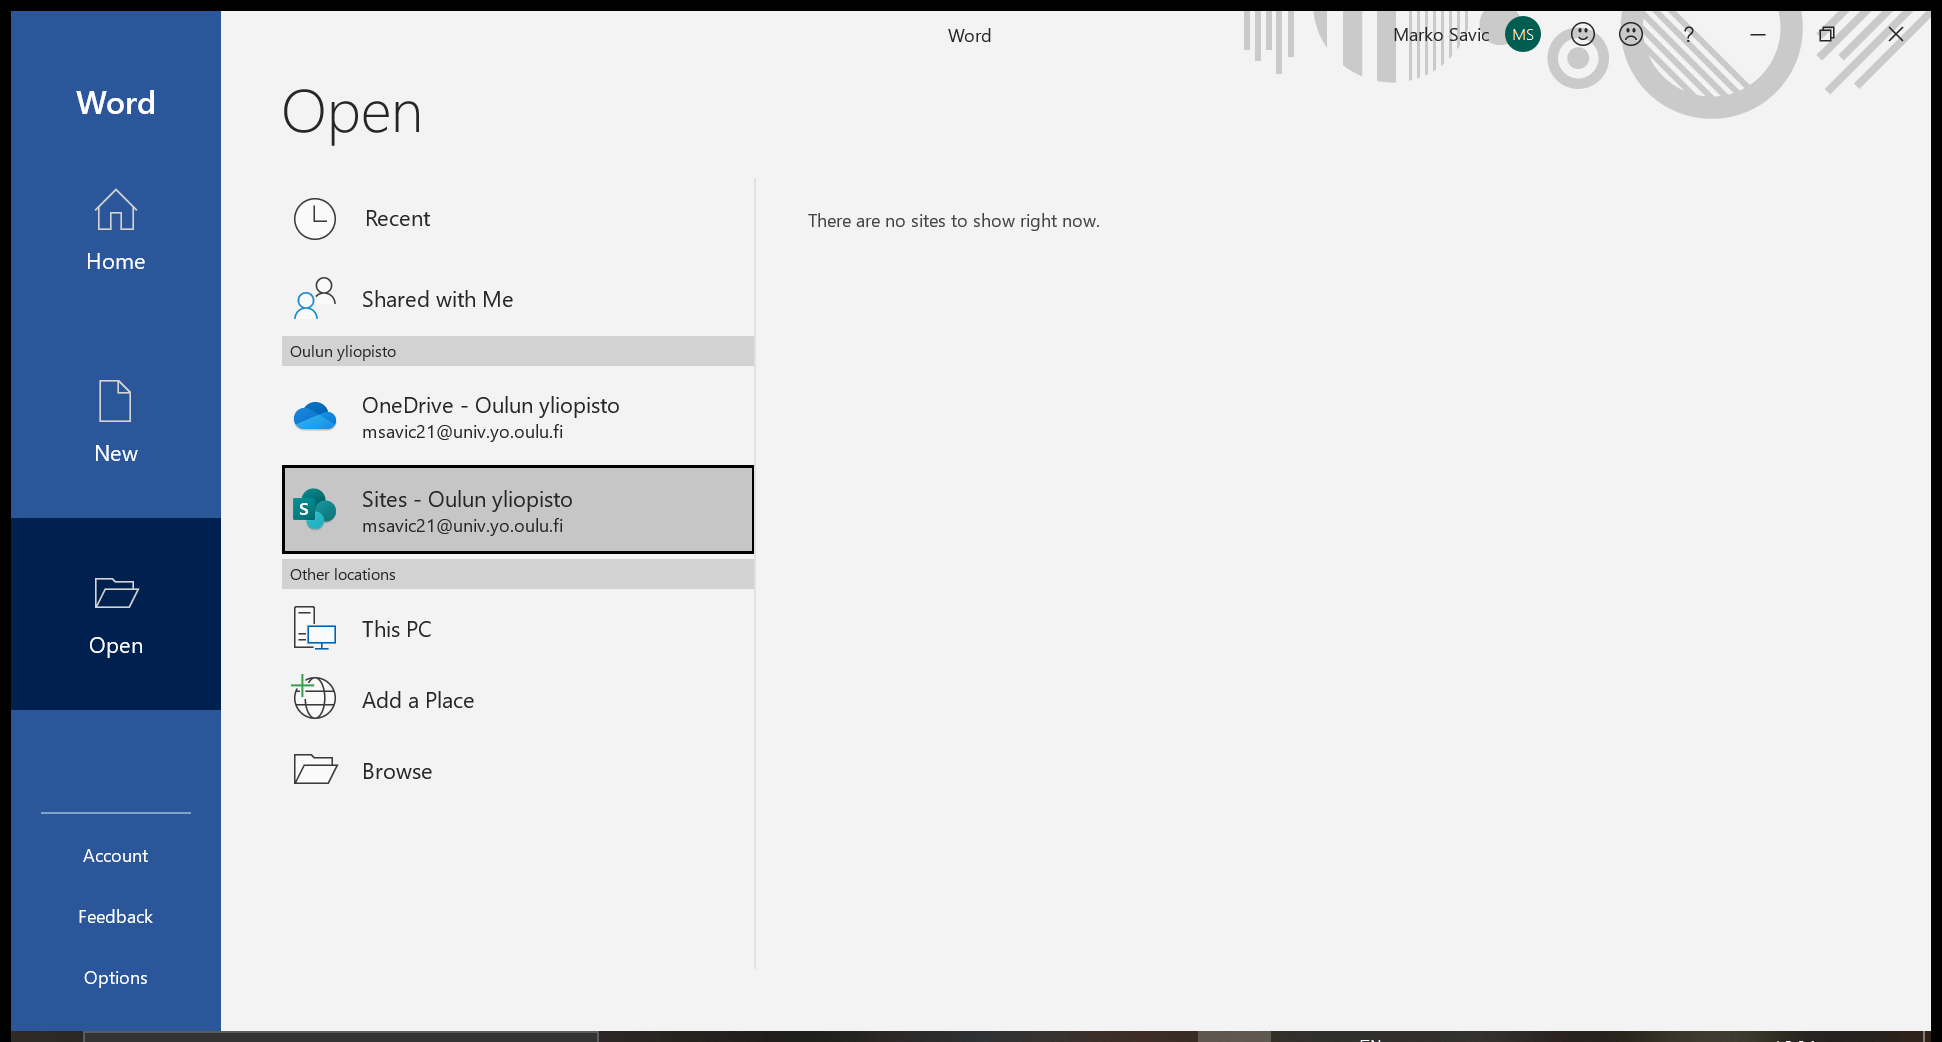 Word
Marko Savic
MS
?
Word
Home
New
Open
Account
Feedback
Options
Open
Recent
Shared with Me
Oulun yliopisto
OneDrive - Oulun yliopisto
msavic21@univ.yo.oulu.fi
S
Sites - Oulun yliopisto
msavic21@univ.yo.oulu.fi
Other locations
This PC
Add a Place
Browse
There are no sites to show right now.